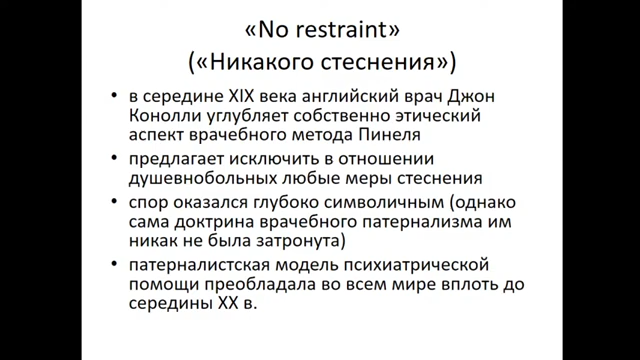 «No restraint»
(«Никакого стеснения»)
• в середине XIX века английский врач Джон
Конолли углубляет собственно этический
аспект врачебного метода Пинеля
• предлагает исключить в отношении
душевнобольных любые меры стеснения
• спор оказался глубоко символичным (однако
сама доктрина врачебного патернализма им
никак не была затронута)
• патерналистская модель психиатрической
помощи преобладала во всем мире вплоть до
середины XX в.